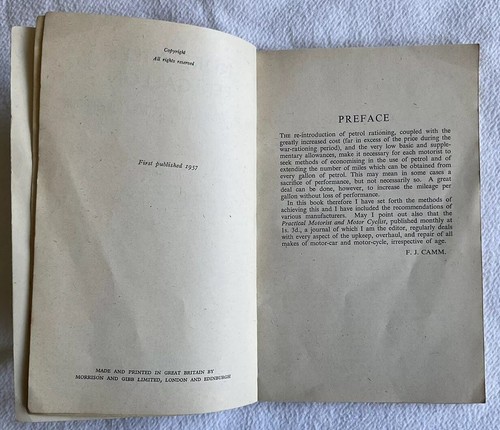 Copyright
All rights reserved
First published 1957
MADE AND PRINTED IN GREAT BRITAIN BY
MORRISON AND GIBB LIMITED, LONDON AND EDINBURGH
PREFACE
THE re-introduction of petrol rationing, coupled with the
greatly increased cost (far in excess of the price during the
war-rationing period), and the very low basic and supple-
mentary allowances, make it necessary for each motorist to
seek methods of economising in the use of petrol and of
extending the number of miles which can be obtained from
every gallon of petrol. This may mean in some cases a
sacrifice of performance, but not necessarily so. A great
deal can be done, however, to increase the mileage per
gallon without loss of performance.
In this book therefore I have set forth the methods of
achieving this and I have included the recommendations of
various manufacturers. May I point out also that the
Practical Motorist and Motor Cyclist, published monthly at
1s. 3d., a journal of which I am the editor, regularly deals
with every aspect of the upkeep, overhaul, and repair of all
makes of motor-car and motor-cycle, irrespective of age.
F. J. CAMM.